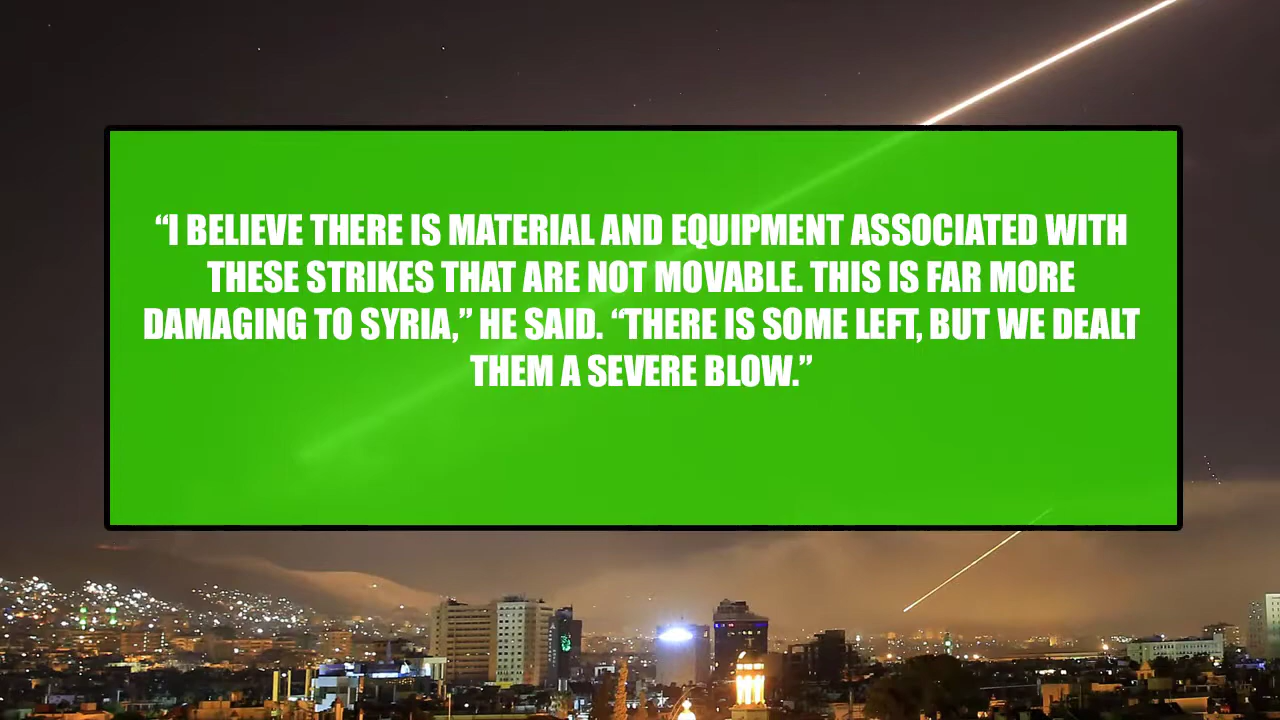 “I BELIEVE THERE IS MATERIAL AND EQUIPMENT ASSOCIATED WITH
THESE STRIKES THAT ARE NOT MOVABLE. THIS IS FAR MORE
DAMAGING TO SYRIA,” HE SAID. “THERE IS SOME LEFT, BUT WE DEALT
THEM A SEVERE BLOW.”